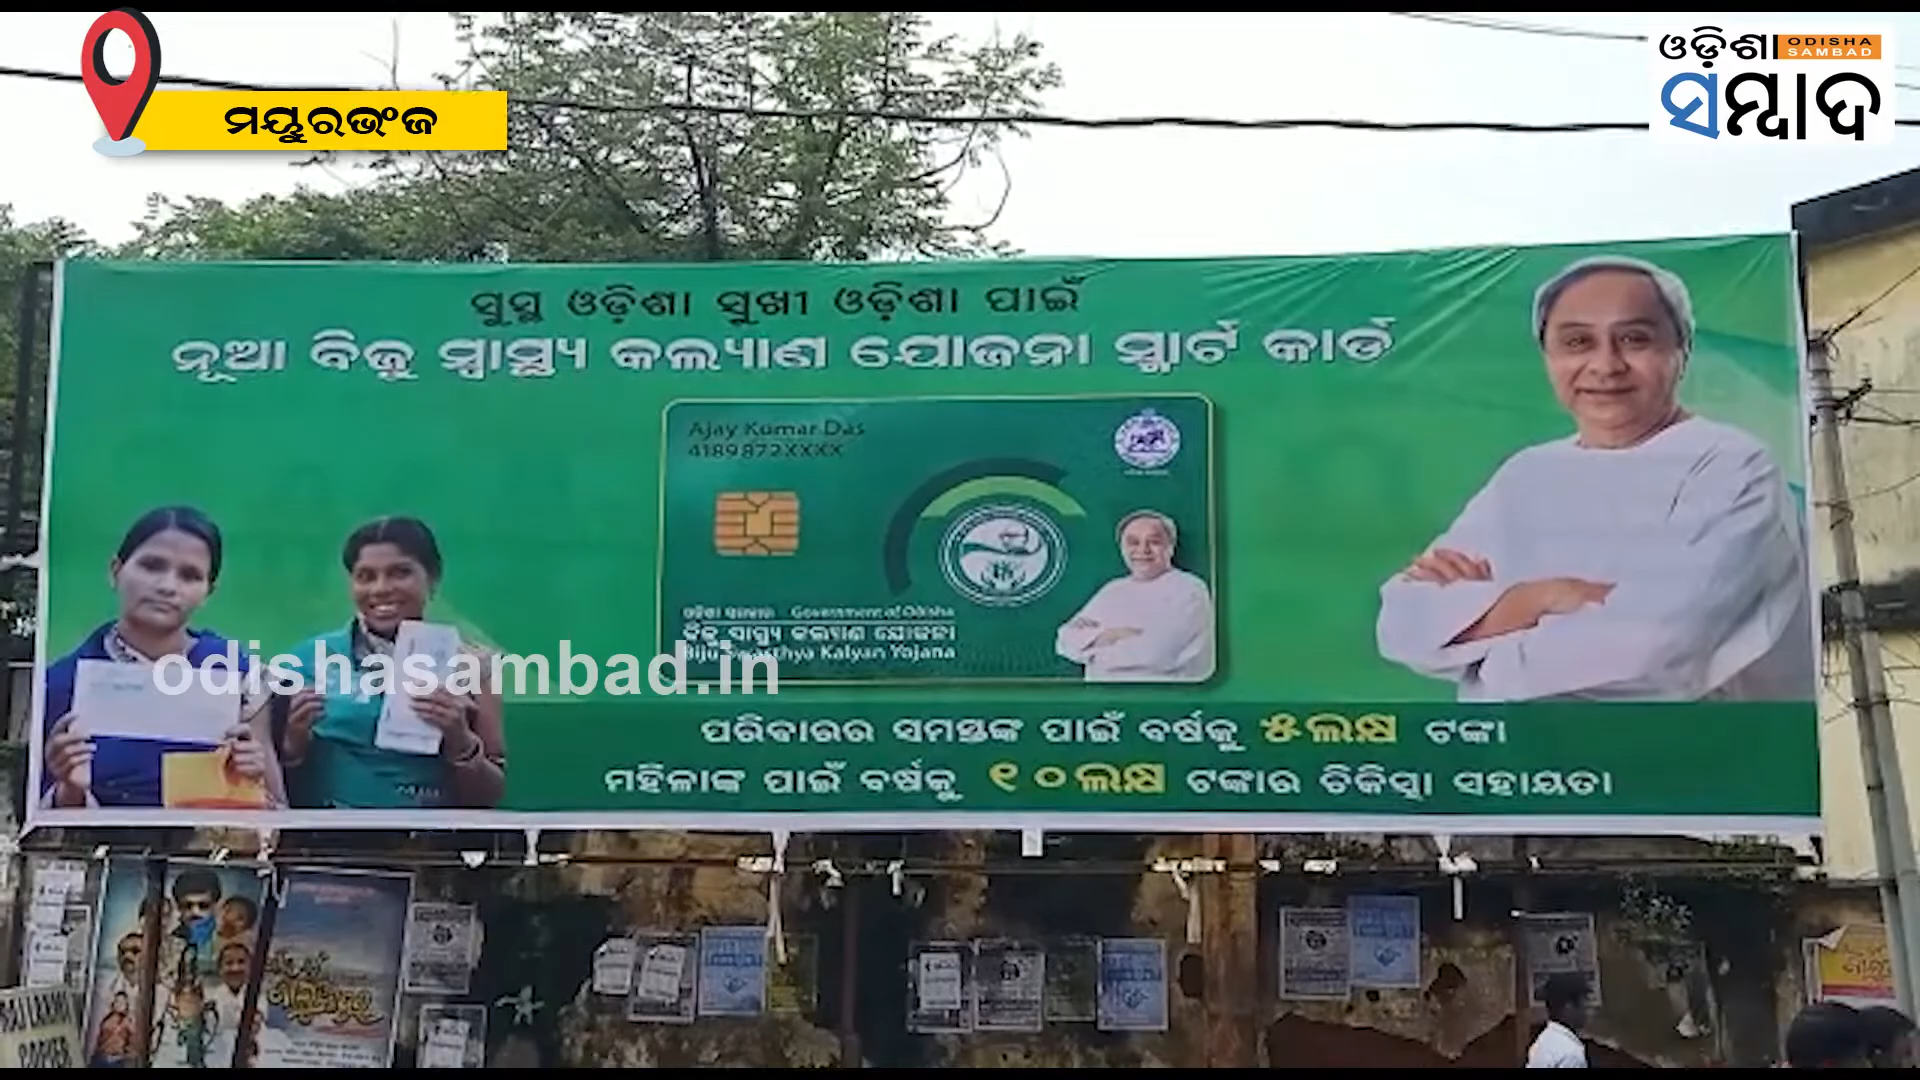 ମୟୁରଭଂଜ
ଓଡ଼ିଶା
ODISHA
SAMBAD
ସମ୍ବାଦ
ସୁସ୍ଥ ଓଡ଼ିଶା ସୁଖୀ ଓଡ଼ିଶା ପାଇଁ
ନୂଆ ବିଜୁ ସ୍ୱାସ୍ଥ୍ୟ କଲ୍ୟାଣ ଯୋଜନା ସ୍ମାର୍ଟ କାର୍ଡ
Ajay Kumar Das
4189872XXXX
ଓଡ଼ିଶା ସରକାର Government of Odisha
ବିଜୁ ସ୍ୱାସ୍ଥ୍ୟ କଲ୍ୟାଣ ଯୋଜନା
Biju Swasthya Kalyan Yojana
odishasambad.in
ପରିବାରର ସମସ୍ତଙ୍କ ପାଇଁ ବର୍ଷକୁ ୫ଲକ୍ଷ ଟଙ୍କା
ମହିଳାଙ୍କ ପାଇଁ ବର୍ଷକୁ ୧୦ଲକ୍ଷ ଟଙ୍କାର ଚିକିତ୍ସା ସହାୟତା